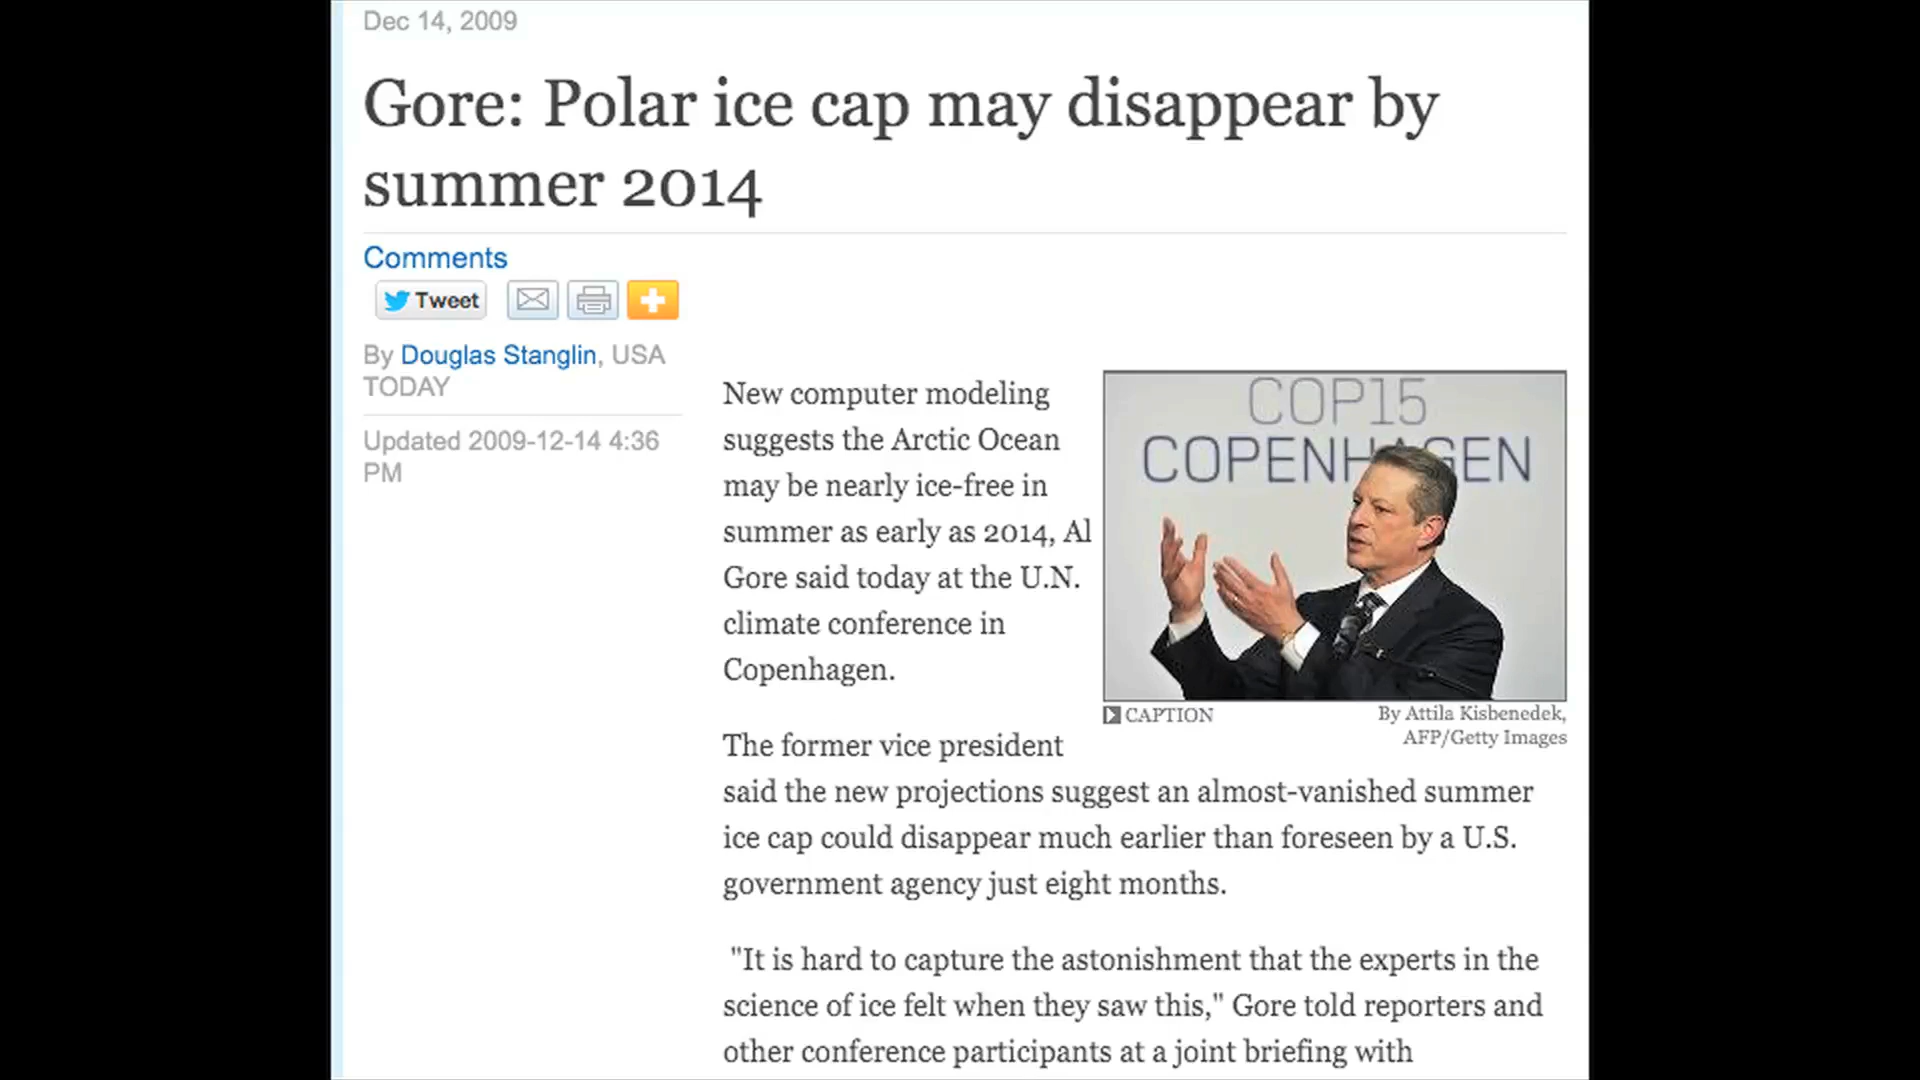 Dec 14, 2009
Gore: Polar ice cap may disappear by
summer 2014
Comments
Tweet
By Douglas Stanglin, USA
TODAY
Updated 2009-12-14 4:36
PM
New computer modeling
suggests the Arctic Ocean
may be nearly ice-free in
summer as early as 2014, Al
Gore said today at the U.N.
climate conference in
Copenhagen.
COP15
COPENHAGEN
CAPTION
By Attila Kisbenedek,
AFP/Getty Images
The former vice president
said the new projections suggest an almost-vanished summer
ice cap could disappear much earlier than foreseen by a U.S.
government agency just eight months.
"It is hard to capture the astonishment that the experts in the
science of ice felt when they saw this," Gore told reporters and
other conference participants at a joint briefing with